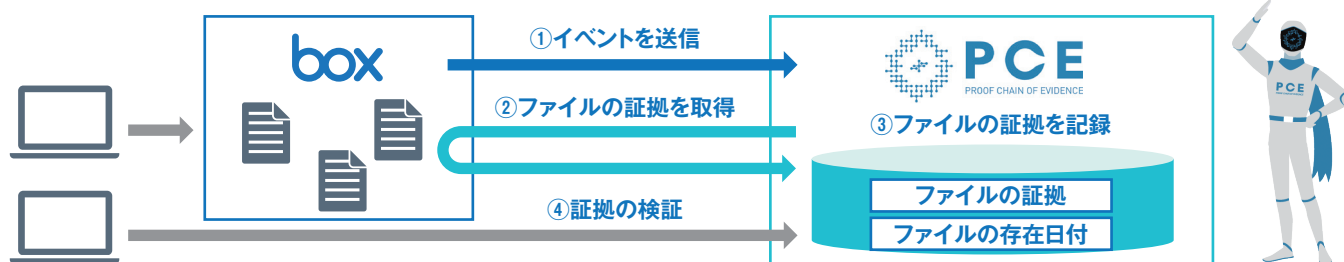 box
①イベントを送信
②ファイルの証拠を取得
④証拠の検証
PCE
PROOF CHAIN OF EVIDENCE
③ファイルの証拠を記録
ファイルの証拠
ファイルの存在日付
PCE